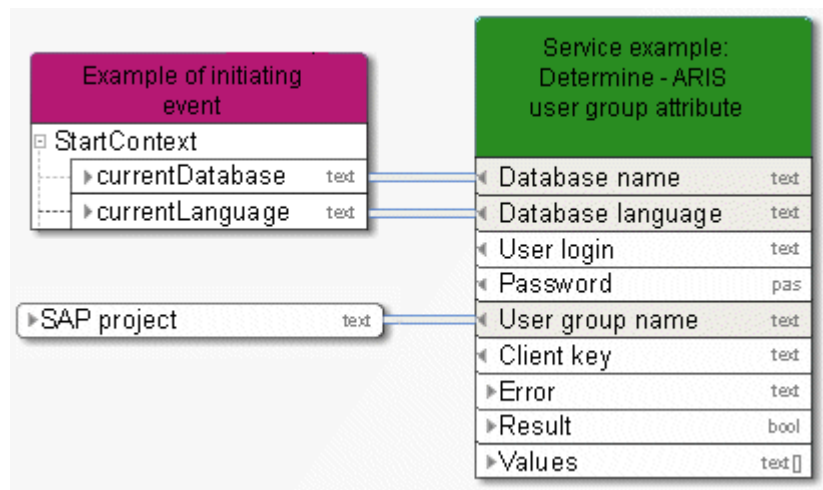 Example of initiating
event
StartContext
currentDatabase text
currentLanguage text
SAP project text
Service example:
Determine - ARIS
user group attribute
Database name text
Database language text
User login text
Password pas
User group name text
Client key text
Error text
Result bool
Values text[]